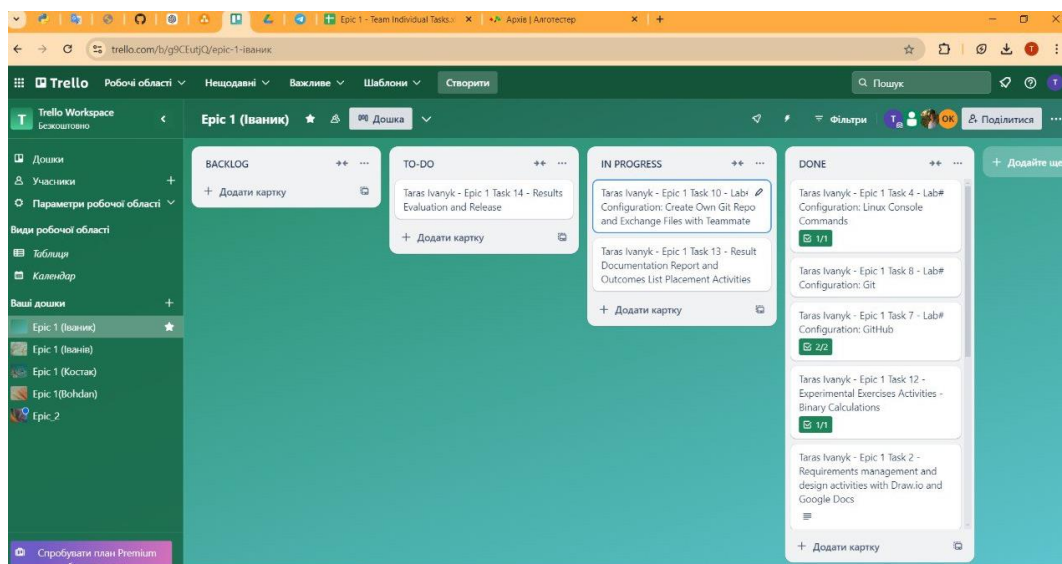 Epic 1 - Team Individual Tasks
Архів | Алготестер
trello.com/b/g9CEutjQ/epic-1-іваник
Trello
Робочі області
Нещодавні
Важливе
Шаблони
Створити
Пошук
T
Trello Workspace
Безкоштовно
Epic 1 (Іваник)
Дошка
Фільтри
OK
Поділитися
Дошки
Учасники
Параметри робочої області
Види робочої області
Таблиця
Календар
Ваші дошки
Epic 1 (Іваник)
Epic 1 (Іванів)
Epic 1 (Костак)
Epic 1(Bohdan)
Epic_2
Спробувати план Premium
BACKLOG
+ Додати картку
TO-DO
Taras Ivanyk - Epic 1 Task 14 - Results
Evaluation and Release
+ Додати картку
IN PROGRESS
Taras Ivanyk - Epic 1 Task 10 - Lab#
Configuration: Create Own Git Repo
and Exchange Files with Teammate
Taras Ivanyk - Epic 1 Task 13 - Result
Documentation Report and
Outcomes List Placement Activities
+ Додати картку
DONE
Taras Ivanyk - Epic 1 Task 4 - Lab#
Configuration: Linux Console
Commands
1/1
Taras Ivanyk - Epic 1 Task 8 - Lab#
Configuration: Git
Taras Ivanyk - Epic 1 Task 7 - Lab#
Configuration: GitHub
2/2
Taras Ivanyk - Epic 1 Task 12 -
Experimental Exercises Activities -
Binary Calculations
1/1
Taras Ivanyk - Epic 1 Task 2 -
Requirements management and
design activities with Draw.io and
Google Docs
+ Додати картку
+ Додайте ще